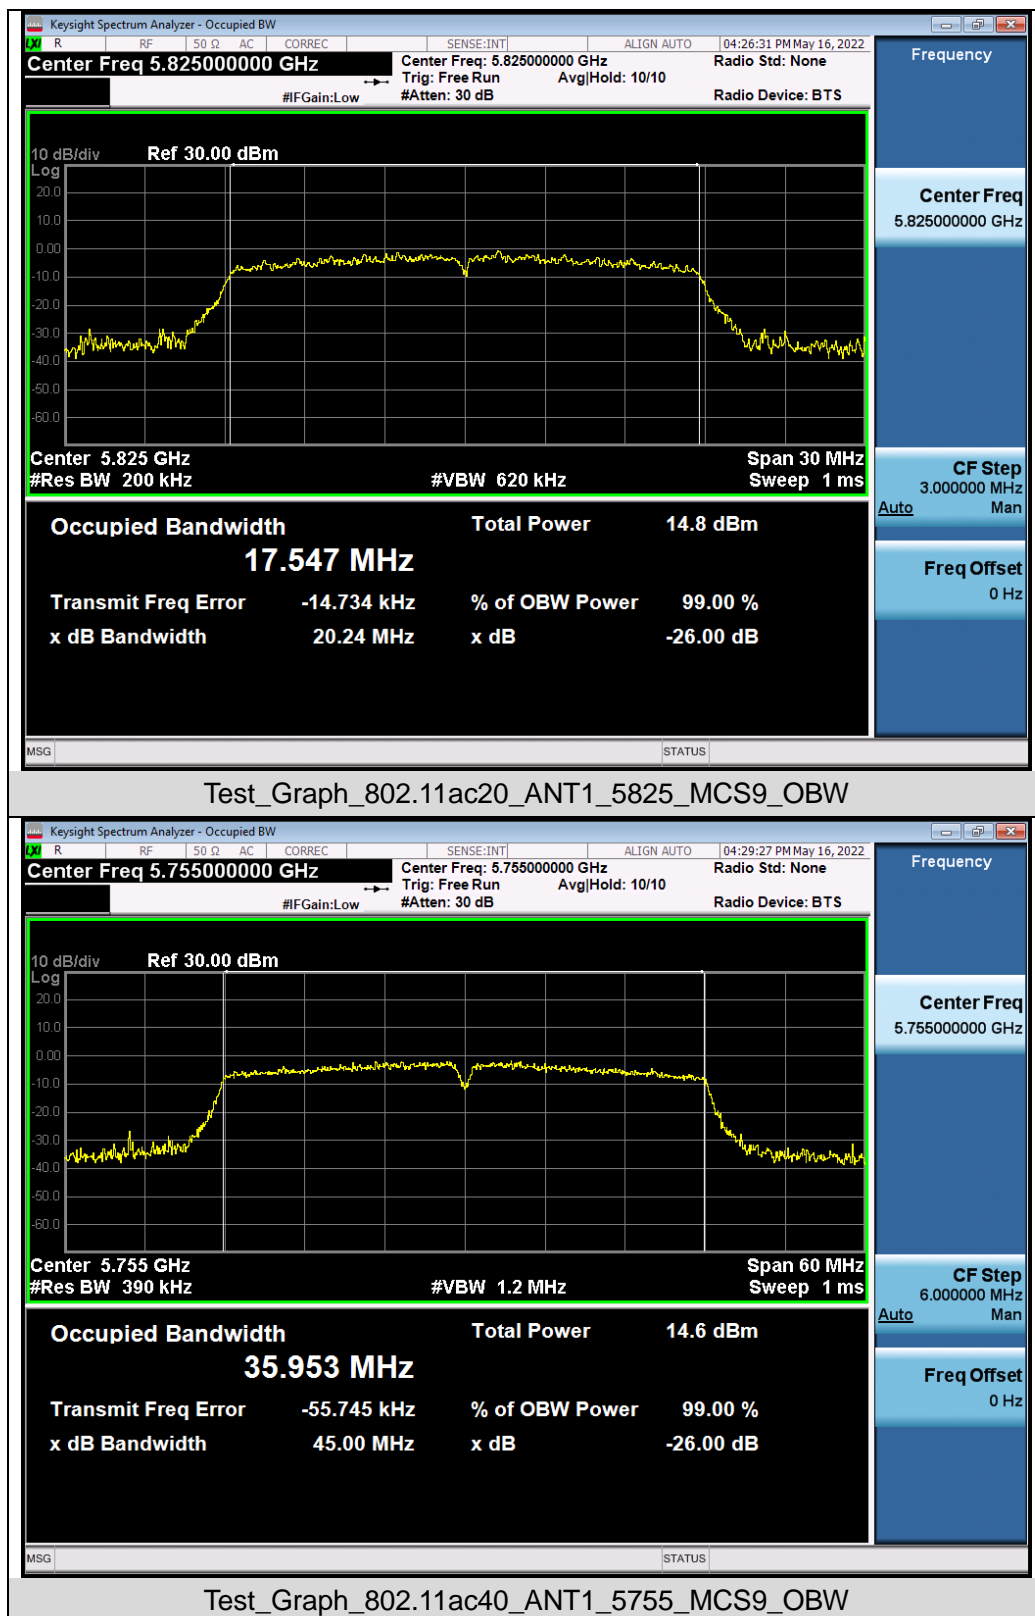 Keysight Spectrum Analyzer - Occupied BW
LXI R RF 50 Ω AC CORREC SENSE:INT ALIGN AUTO 04:26:31 PM May 16, 2022
Center Freq 5.825000000 GHz
Center Freq: 5.825000000 GHz
Radio Std: None
Trig: Free Run Avg|Hold: 10/10
#IFGain:Low
#Atten: 30 dB
Radio Device: BTS
Frequency
10 dB/div Ref 30.00 dBm
Log
20.0
10.0
0.00
-10.0
-20.0
-30.0
-40.0
-50.0
-60.0
Center Freq
5.825000000 GHz
Center 5.825 GHz
Span 30 MHz
#Res BW 200 kHz
#VBW 620 kHz
Sweep 1 ms
CF Step
3.000000 MHz
Auto Man
Freq Offset
0 Hz
Occupied Bandwidth
Total Power 14.8 dBm
17.547 MHz
Transmit Freq Error -14.734 kHz % of OBW Power 99.00 %
x dB Bandwidth 20.24 MHz x dB -26.00 dB
MSG STATUS
Test_Graph_802.11ac20_ANT1_5825_MCS9_OBW
Keysight Spectrum Analyzer - Occupied BW
LXI R RF 50 Ω AC CORREC SENSE:INT ALIGN AUTO 04:29:27 PM May 16, 2022
Center Freq 5.755000000 GHz
Center Freq: 5.755000000 GHz
Radio Std: None
Trig: Free Run Avg|Hold: 10/10
#IFGain:Low
#Atten: 30 dB
Radio Device: BTS
Frequency
10 dB/div Ref 30.00 dBm
Log
20.0
10.0
0.00
-10.0
-20.0
-30.0
-40.0
-50.0
-60.0
Center Freq
5.755000000 GHz
Center 5.755 GHz
Span 60 MHz
#Res BW 390 kHz
#VBW 1.2 MHz
Sweep 1 ms
CF Step
6.000000 MHz
Auto Man
Freq Offset
0 Hz
Occupied Bandwidth
Total Power 14.6 dBm
35.953 MHz
Transmit Freq Error -55.745 kHz % of OBW Power 99.00 %
x dB Bandwidth 45.00 MHz x dB -26.00 dB
MSG STATUS
Test_Graph_802.11ac40_ANT1_5755_MCS9_OBW